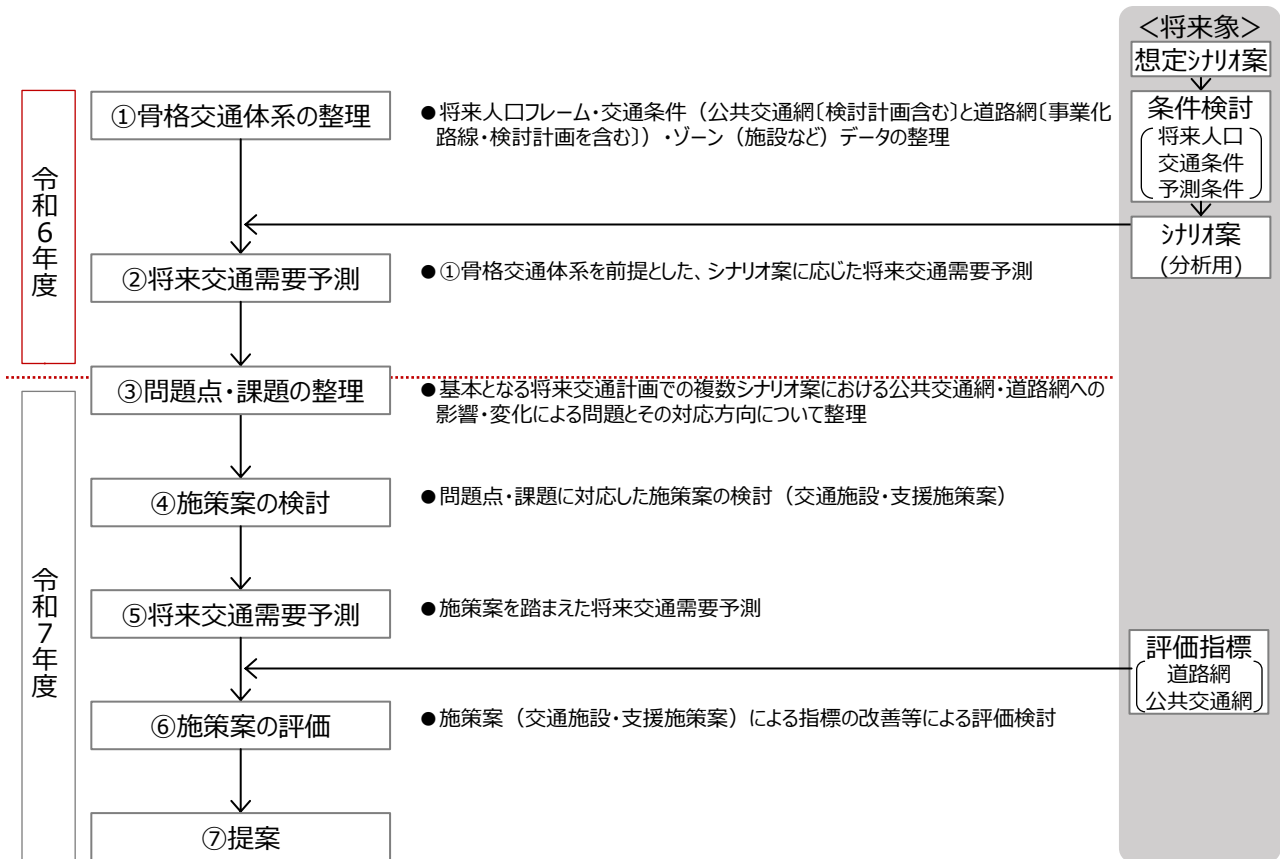 ＜将来象＞
想定ｼﾅﾘｵ案
条件検討
将来人口
交通条件
予測条件
ｼﾅﾘｵ案
(分析用)
令和6年度
①骨格交通体系の整理
●将来人口フレーム・交通条件（公共交通網〔検討計画含む〕と道路網〔事業化
路線・検討計画を含む〕）・ゾーン（施設など）データの整理
②将来交通需要予測
●①骨格交通体系を前提とした、シナリオ案に応じた将来交通需要予測
③問題点・課題の整理
●基本となる将来交通計画での複数シナリオ案における公共交通網・道路網への
影響・変化による問題とその対応方向について整理
令和7年度
④施策案の検討
●問題点・課題に対応した施策案の検討（交通施設・支援施策案）
⑤将来交通需要予測
●施策案を踏まえた将来交通需要予測
評価指標
道路網
公共交通網
⑥施策案の評価
●施策案（交通施設・支援施策案）による指標の改善等による評価検討
⑦提案